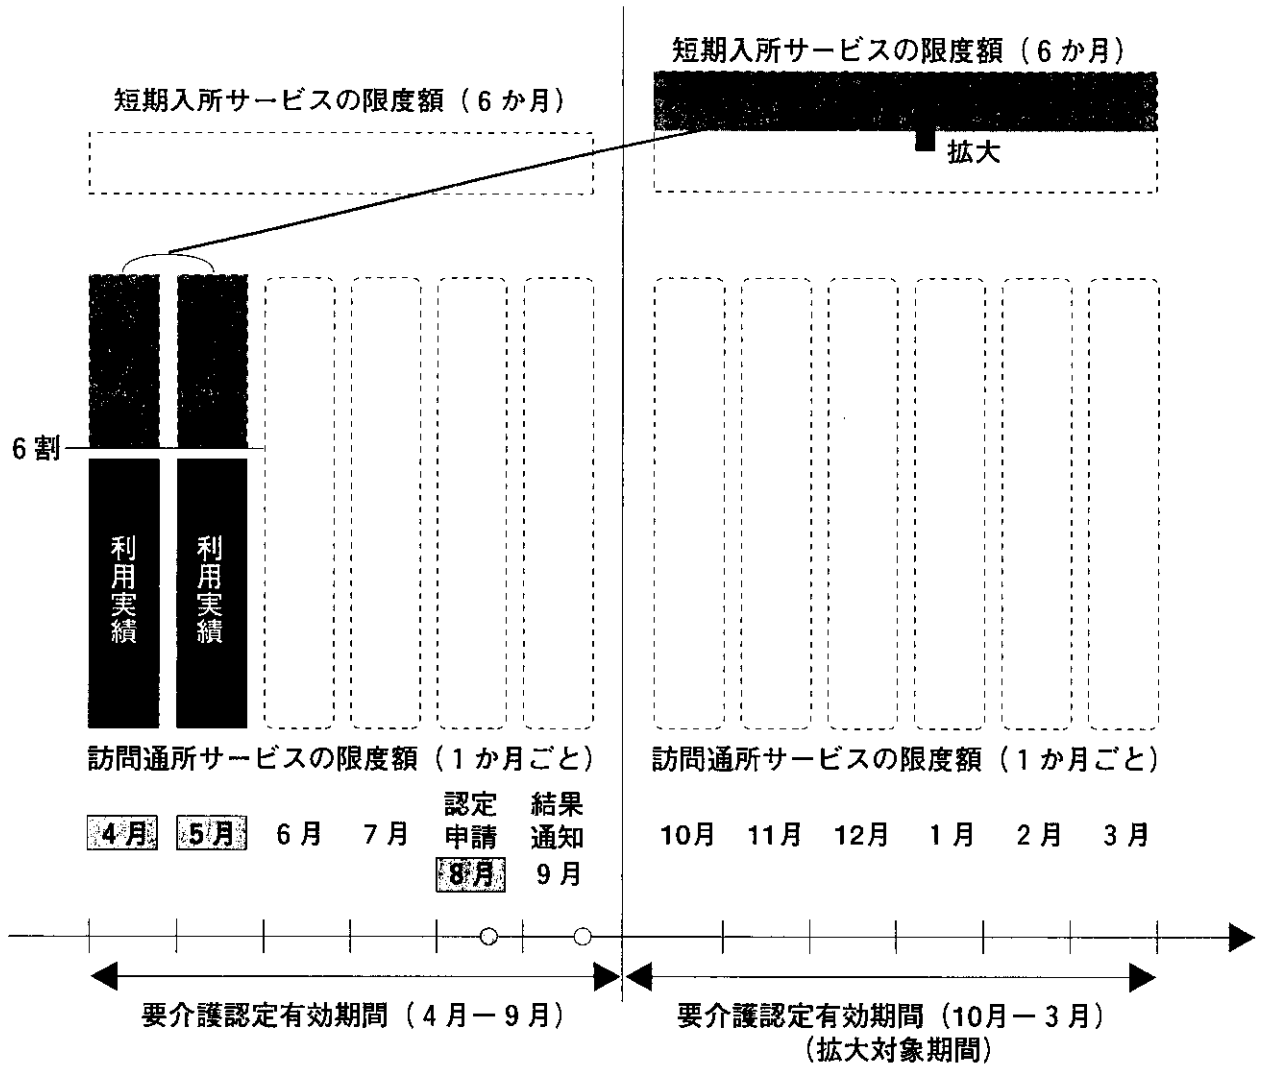 短期入所サービスの限度額（6か月）
短期入所サービスの限度額（6か月）
拡大
6割
利用実績
利用実績
訪問通所サービスの限度額（1か月ごと）
訪問通所サービスの限度額（1か月ごと）
4月
5月
6月
7月
認定
申請
8月
結果
通知
9月
10月
11月
12月
1月
2月
3月
要介護認定有効期間（4月－9月）
要介護認定有効期間（10月－3月）
（拡大対象期間）